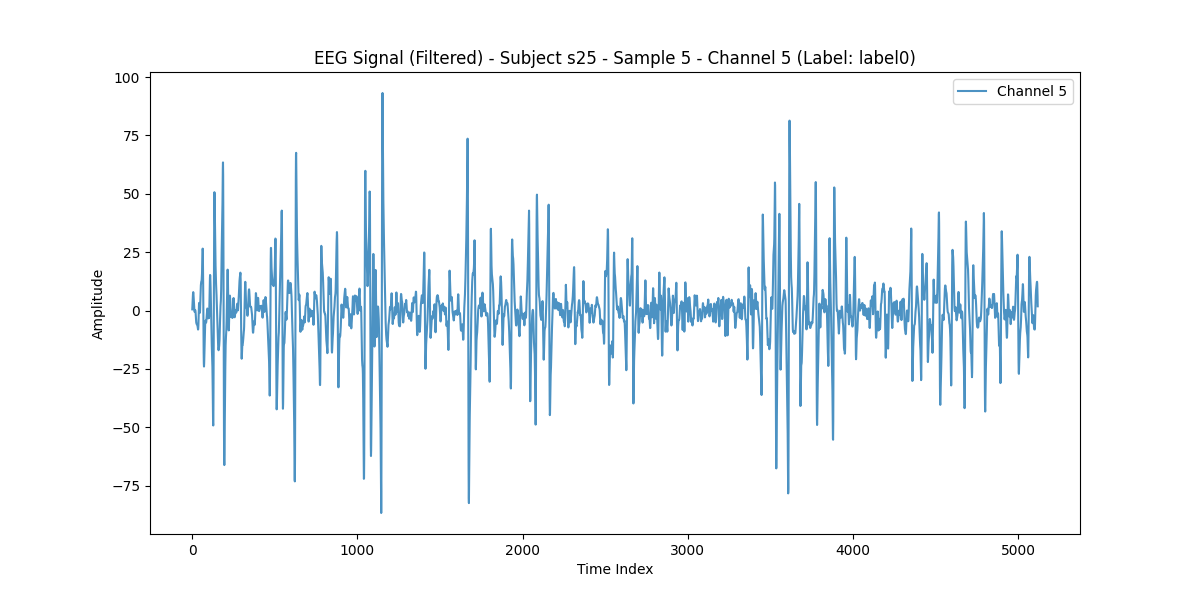 EEG Signal (Filtered) - Subject s25 - Sample 5 - Channel 5 (Label: label0)
Channel 5
100
75
50
25
0
−25
−50
−75
Amplitude
0 1000 2000 3000 4000 5000
Time Index